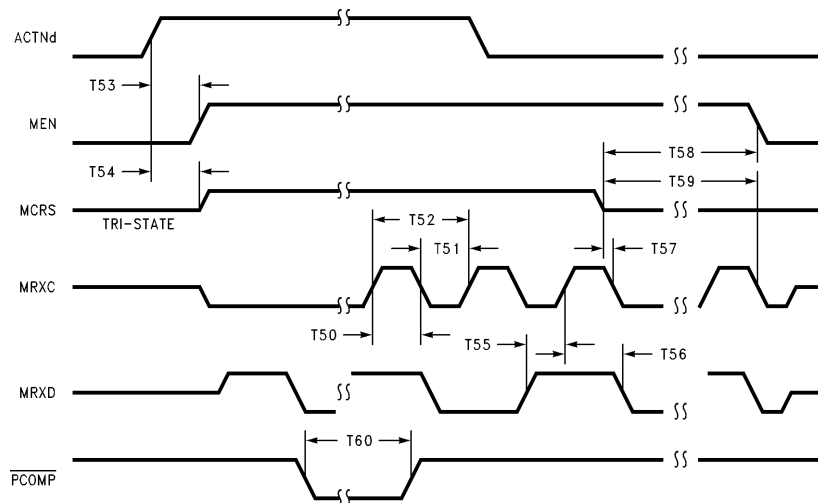 ACTNd
T53
MEN
T54
T58
T59
MCRS
TRI-STATE
T52
T51
T57
MRXC
T50
T55
T56
MRXD
T60
PCOMP